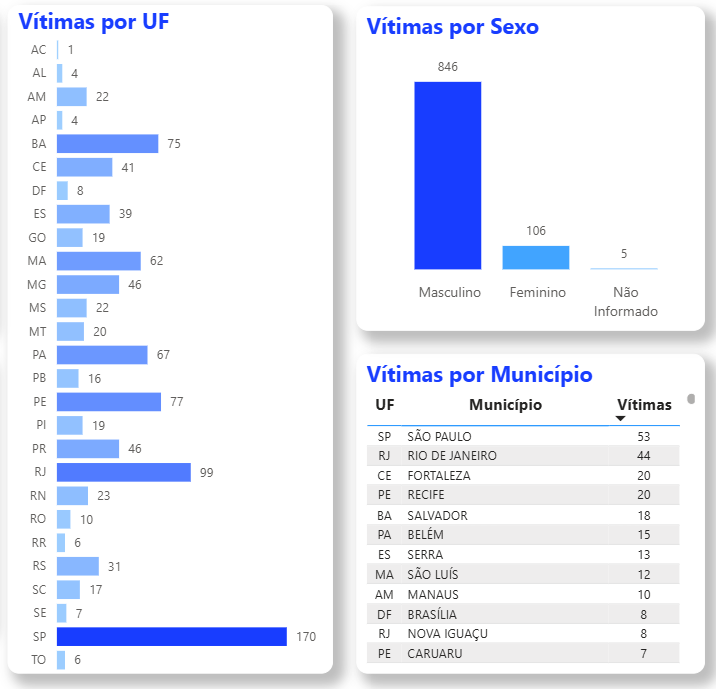 Vítimas por UF
AC 1
AL 4
AM 22
AP 4
BA 75
CE 41
DF 8
ES 39
GO 19
MA 62
MG 46
MS 22
MT 20
PA 67
PB 16
PE 77
PI 19
PR 46
RJ 99
RN 23
RO 10
RR 6
RS 31
SC 17
SE 7
SP 170
TO 6
Vítimas por Sexo
846
106
5
Masculino Feminino Não
Informado
Vítimas por Município
UF Município Vítimas
SP SÃO PAULO 53
RJ RIO DE JANEIRO 44
CE FORTALEZA 20
PE RECIFE 20
BA SALVADOR 18
PA BELÉM 15
ES SERRA 13
MA SÃO LUÍS 12
AM MANAUS 10
DF BRASÍLIA 8
RJ NOVA IGUAÇU 8
PE CARUARU 7